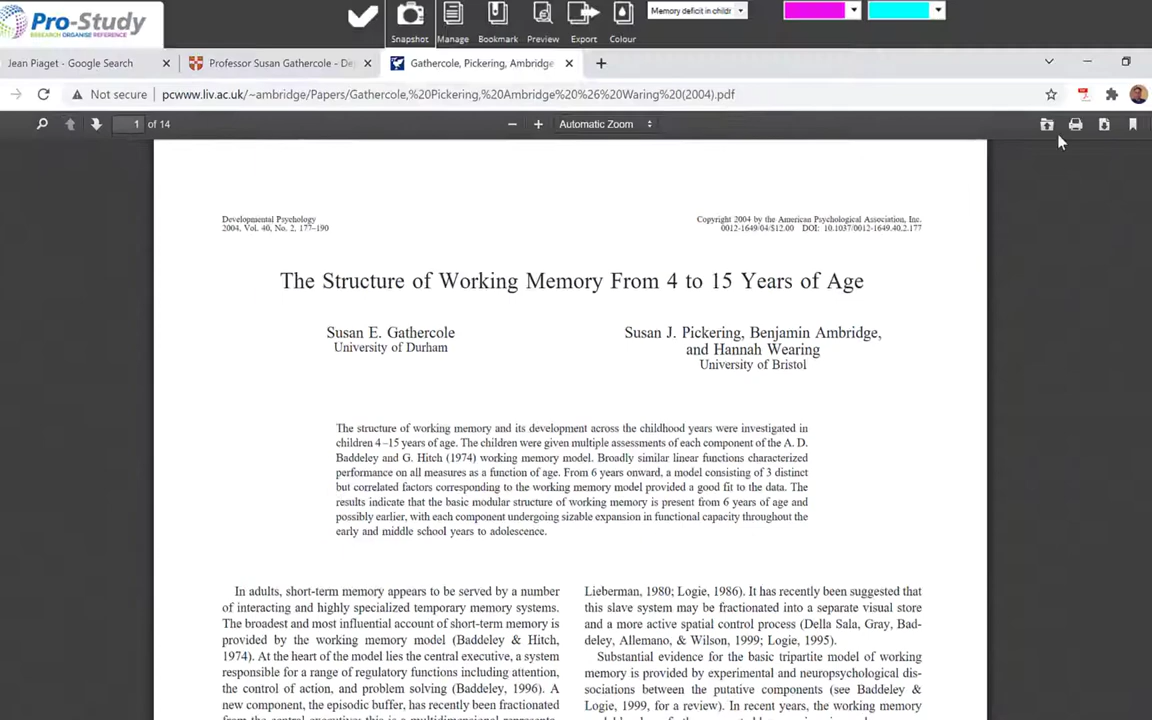 Pro-Study
RESEARCH ORGANISE REFERENCE
Snapshot
Manage
Bookmark
Preview
Export
Colour
Memory deficit in childr
Jean Piaget - Google Search
Professor Susan Gathercole - De
Gathercole, Pickering, Ambridge
Not secure
pcwww.liv.ac.uk/~ambridge/Papers/Gathercole,%20Pickering,%20Ambridge%20%26%20Waring%20(2004).pdf
1 of 14
Automatic Zoom
Developmental Psychology
2004, Vol. 40, No. 2, 177–190
Copyright 2004 by the American Psychological Association, Inc.
0012-1649/04/$12.00 DOI: 10.1037/0012-1649.40.2.177
The Structure of Working Memory From 4 to 15 Years of Age
Susan E. Gathercole
University of Durham
Susan J. Pickering, Benjamin Ambridge,
and Hannah Wearing
University of Bristol
The structure of working memory and its development across the childhood years were investigated in
children 4–15 years of age. The children were given multiple assessments of each component of the A. D.
Baddeley and G. Hitch (1974) working memory model. Broadly similar linear functions characterized
performance on all measures as a function of age. From 6 years onward, a model consisting of 3 distinct
but correlated factors corresponding to the working memory model provided a good fit to the data. The
results indicate that the basic modular structure of working memory is present from 6 years of age and
possibly earlier, with each component undergoing sizable expansion in functional capacity throughout the
early and middle school years to adolescence.
In adults, short-term memory appears to be served by a number
of interacting and highly specialized temporary memory systems.
The broadest and most influential account of short-term memory is
provided by the working memory model (Baddeley & Hitch,
1974). At the heart of the model lies the central executive, a system
responsible for a range of regulatory functions including attention,
the control of action, and problem solving (Baddeley, 1996). A
new component, the episodic buffer, has recently been fractionated
Lieberman, 1980; Logie, 1986). It has recently been suggested that
this slave system may be fractionated into a separate visual store
and a more active spatial control process (Della Sala, Gray, Bad-
deley, Allemano, & Wilson, 1999; Logie, 1995).
Substantial evidence for the basic tripartite model of working
memory is provided by experimental and neuropsychological dis-
sociations between the putative components (see Baddeley &
Logie, 1999, for a review). In recent years, the working memory